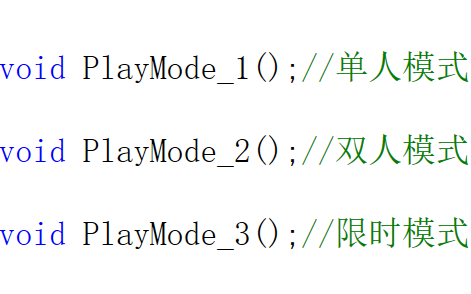 void PlayMode_1();//单人模式
void PlayMode_2();//双人模式
void PlayMode_3();//限时模式